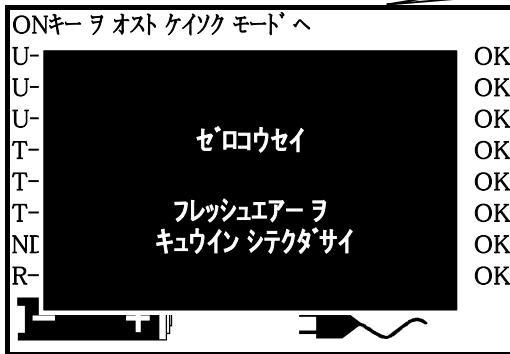 ONキー ヲ オスト ケイソク モード ヘ
U- OK
U- OK
U- OK
T- OK
T- OK
T- OK
ND OK
R- OK
ゼロコウセイ
フレッシュエアー ヲ
キュウイン シテクダサイ
- +